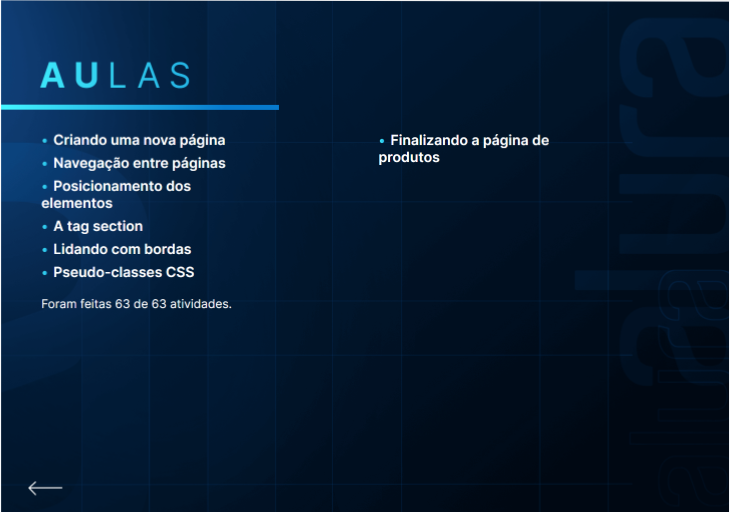 AULAS
• Criando uma nova página
• Navegação entre páginas
• Posicionamento dos
elementos
• A tag section
• Lidando com bordas
• Pseudo-classes CSS
• Finalizando a página de
produtos
Foram feitas 63 de 63 atividades.
alura
alura